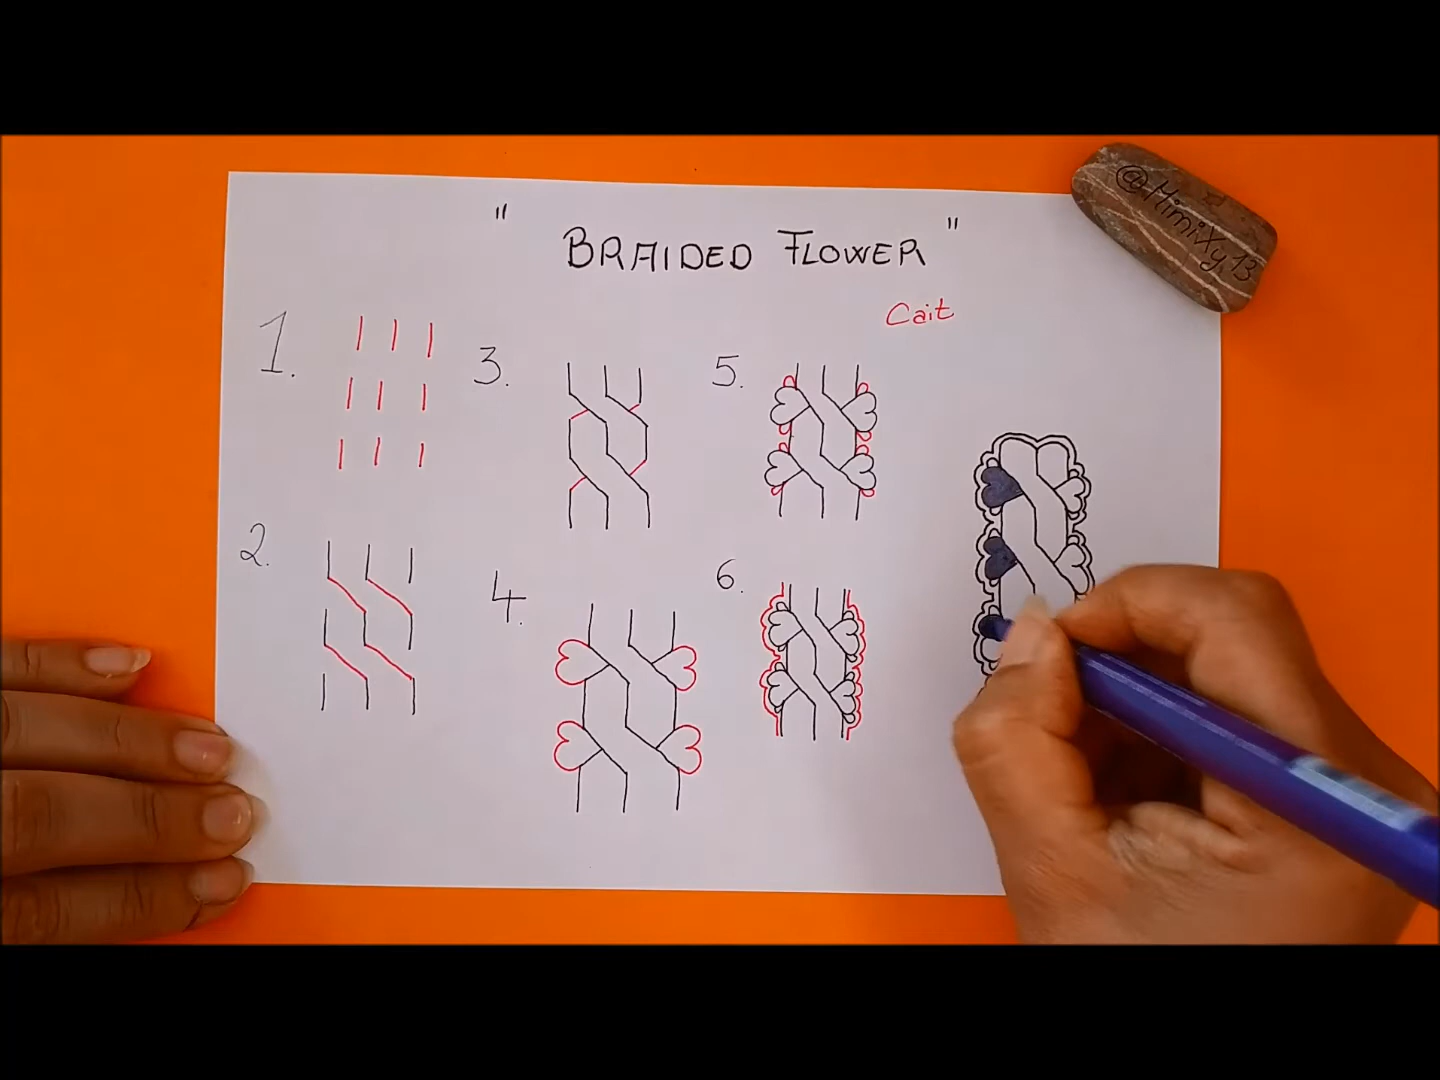 " BRAIDED FLOWER "
Cait
1.
2.
3.
4.
5.
6.
@MimiXy13